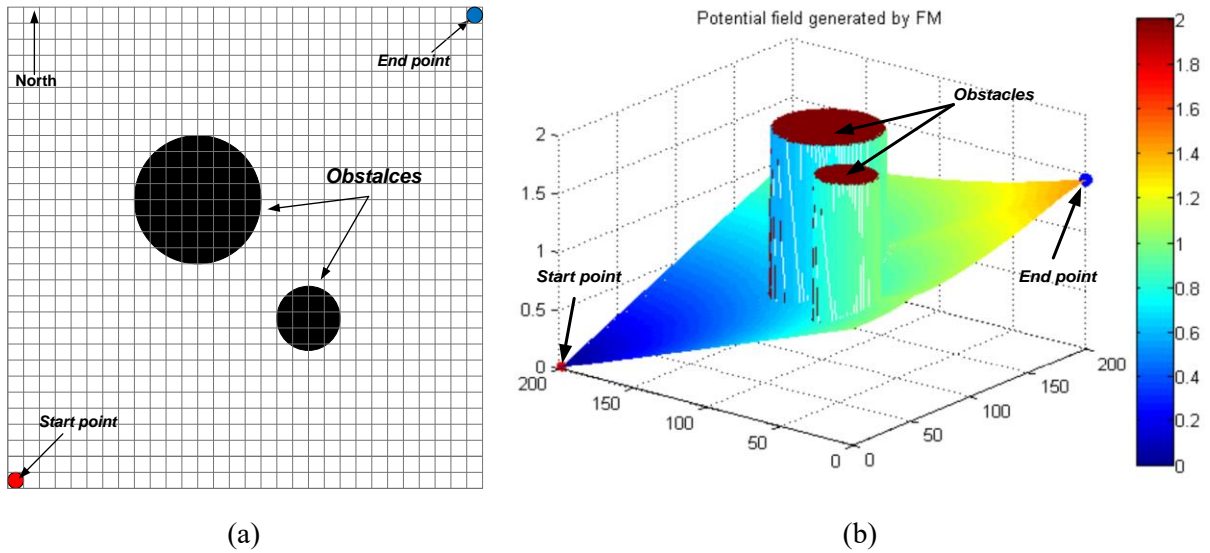 North
End point
Obstalces
Start point
(a)
Potential field generated by FM
Obstacles
Start point
End point
2
1.5
1
0.5
0
200
150
100
50
0
0
50
100
150
200
2
1.8
1.6
1.4
1.2
1
0.8
0.6
0.4
0.2
0
(b)